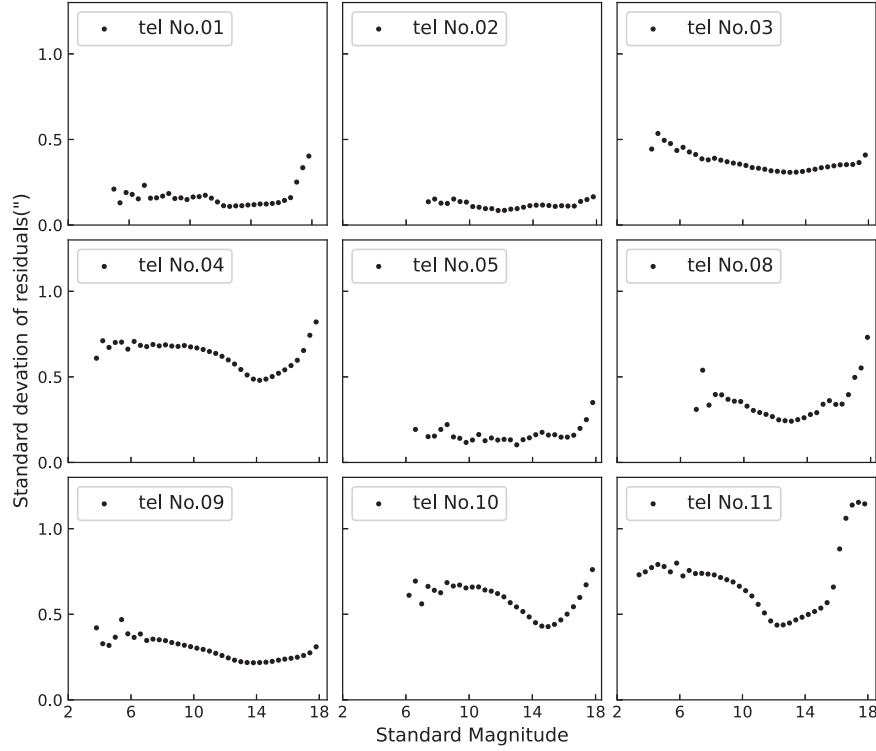 tel No.01
tel No.02
tel No.03
1.0
0.5
0.0
tel No.04
tel No.05
tel No.08
1.0
0.5
0.0
tel No.09
tel No.10
tel No.11
1.0
0.5
0.0
2 6 10 14 18
2 6 10 14 18
2 6 10 14 18
Standard devation of residuals(")
Standard Magnitude